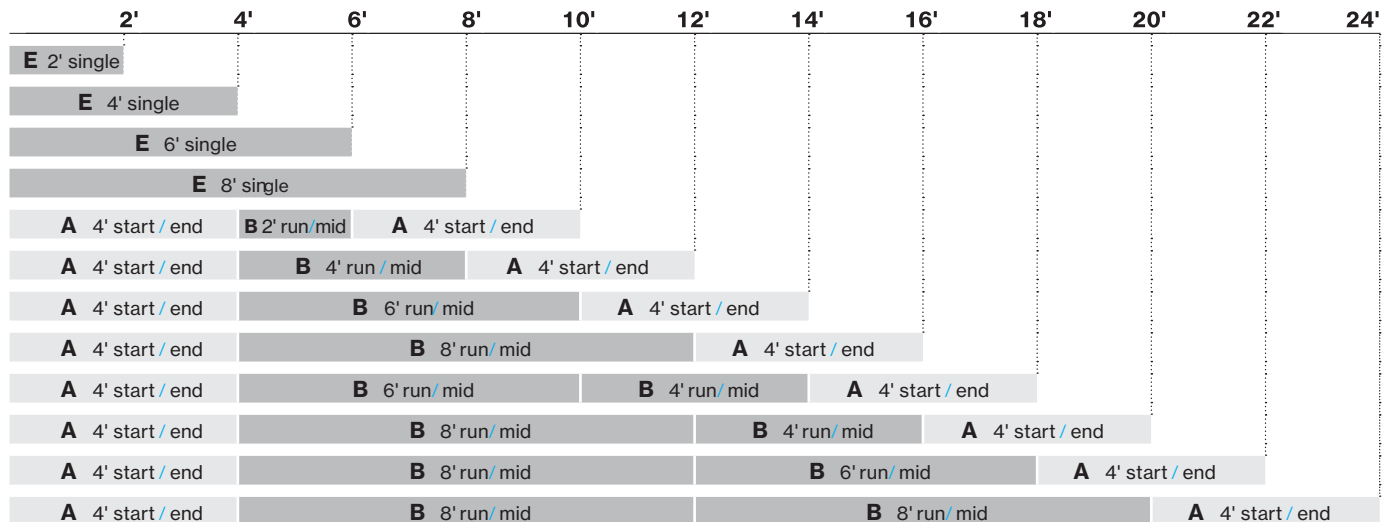 2' 4' 6' 8' 10' 12' 14' 16' 18' 20' 22' 24'
E 2' single
E 4' single
E 6' single
E 8' single
A 4' start / end B 2' run/mid A 4' start / end
A 4' start / end B 4' run / mid A 4' start / end
A 4' start / end B 6' run/ mid A 4' start / end
A 4' start / end B 8' run/ mid A 4' start / end
A 4' start / end B 6' run/ mid B 4' run/ mid A 4' start / end
A 4' start / end B 8' run/ mid B 4' run/ mid A 4' start / end
A 4' start / end B 8' run/ mid B 6' run/ mid A 4' start / end
A 4' start / end B 8' run/ mid B 8' run/ mid A 4' start / end